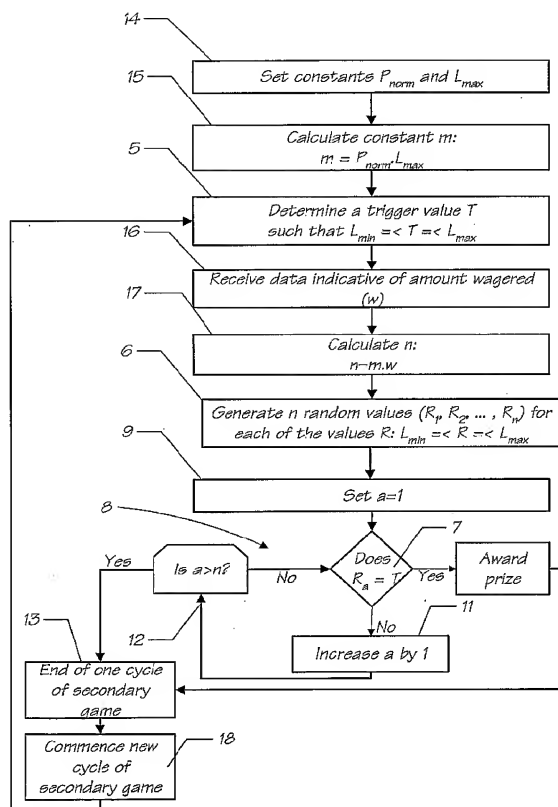 14
Set constants P_norm and L_max
15
Calculate constant m:
m = P_norm.L_max
5
Determine a trigger value T
such that L_min =< T =< L_max
16
Receive data indicative of amount wagered
(w)
17
Calculate n:
n=m.w
6
Generate n random values (R_1, R_2, ... , R_n) for
each of the values R: L_min =< R =< L_max
9
Set a=1
8
7
Yes
Is a>n?
No
Does
R_a = T
Yes
Award
prize
12
No
11
Increase a by 1
13
End of one cycle
of secondary
game
Commence new
cycle of
secondary game
18